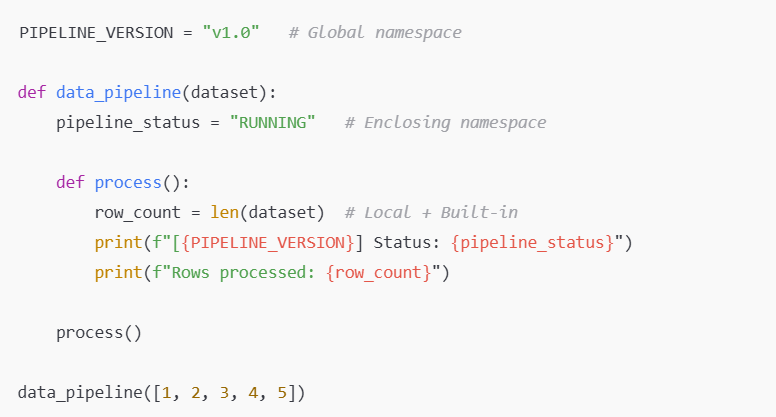 PIPELINE_VERSION = "v1.0"   # Global namespace

def data_pipeline(dataset):
    pipeline_status = "RUNNING"   # Enclosing namespace

    def process():
        row_count = len(dataset)  # Local + Built-in
        print(f"[{PIPELINE_VERSION}] Status: {pipeline_status}")
        print(f"Rows processed: {row_count}")

    process()

data_pipeline([1, 2, 3, 4, 5])